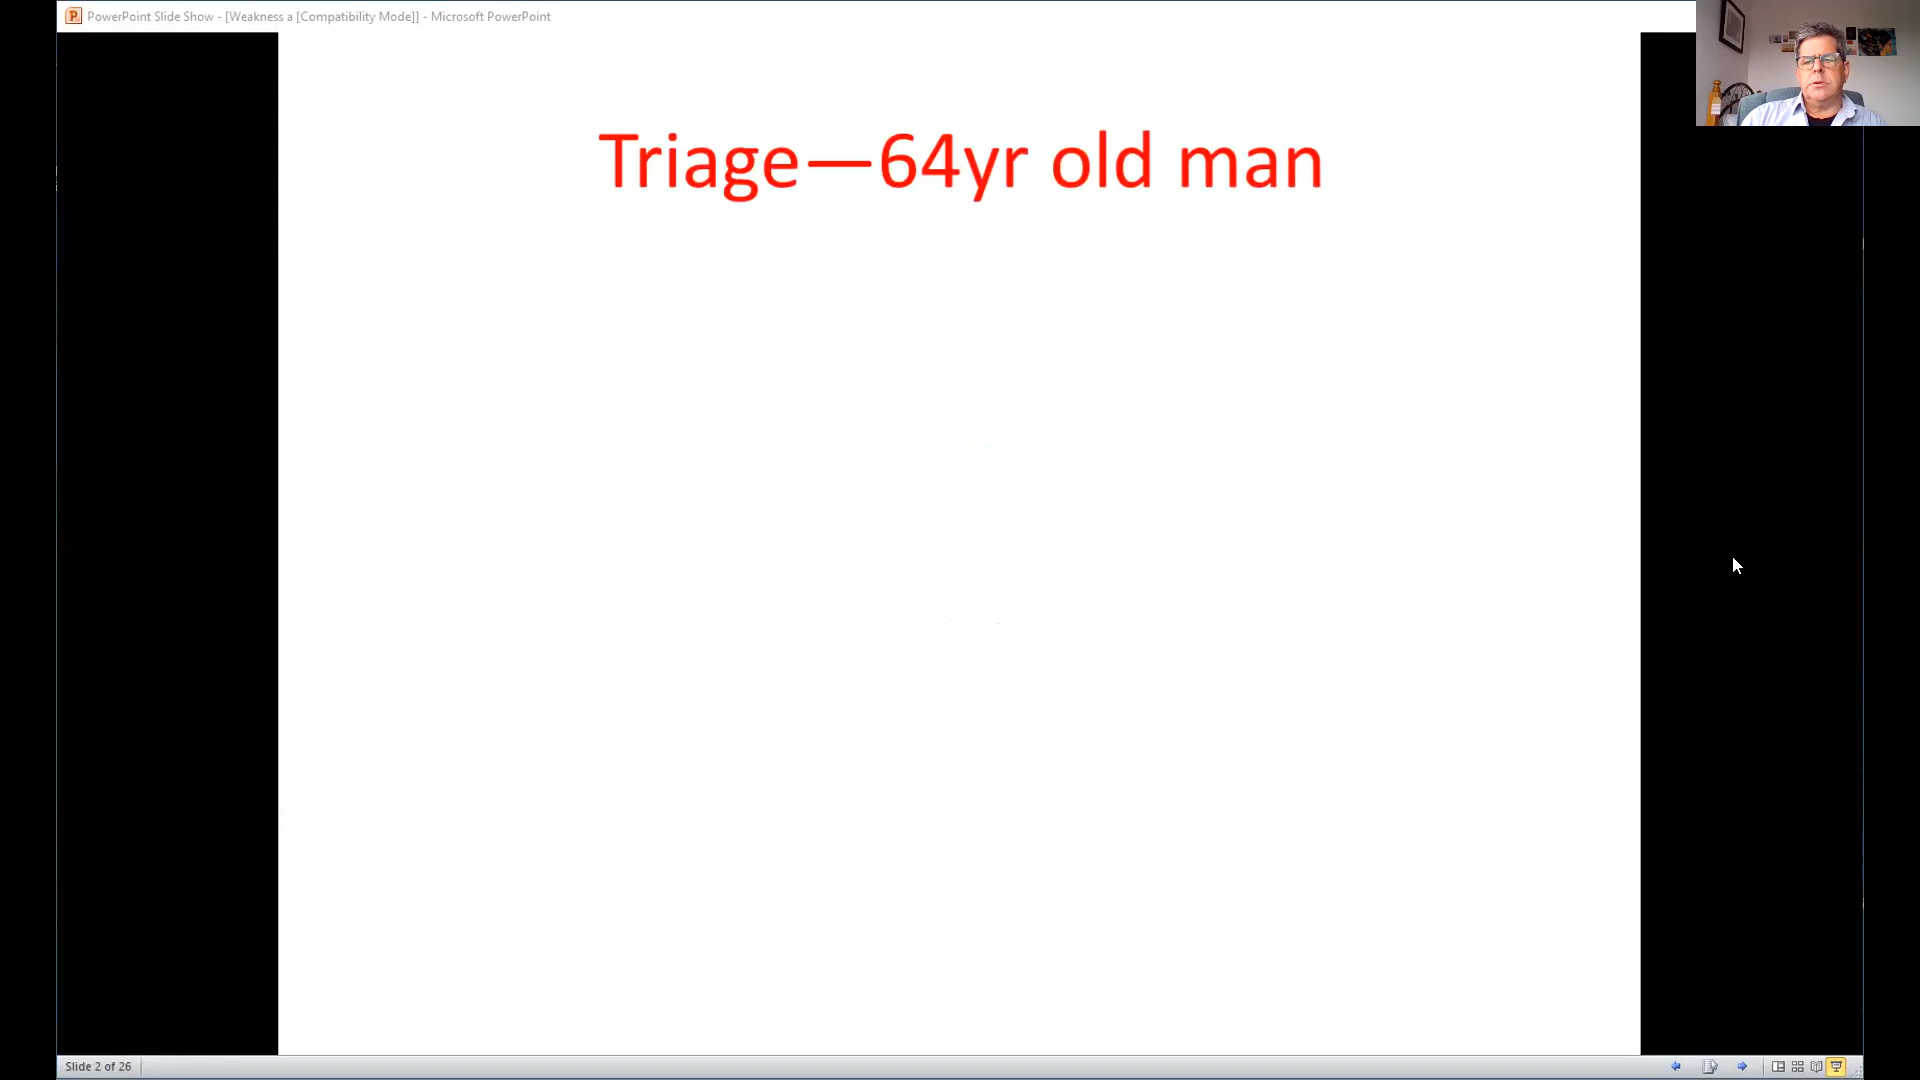 PowerPoint Slide Show - [Weakness a [Compatibility Mode]] - Microsoft PowerPoint
Triage—64yr old man
Slide 2 of 26